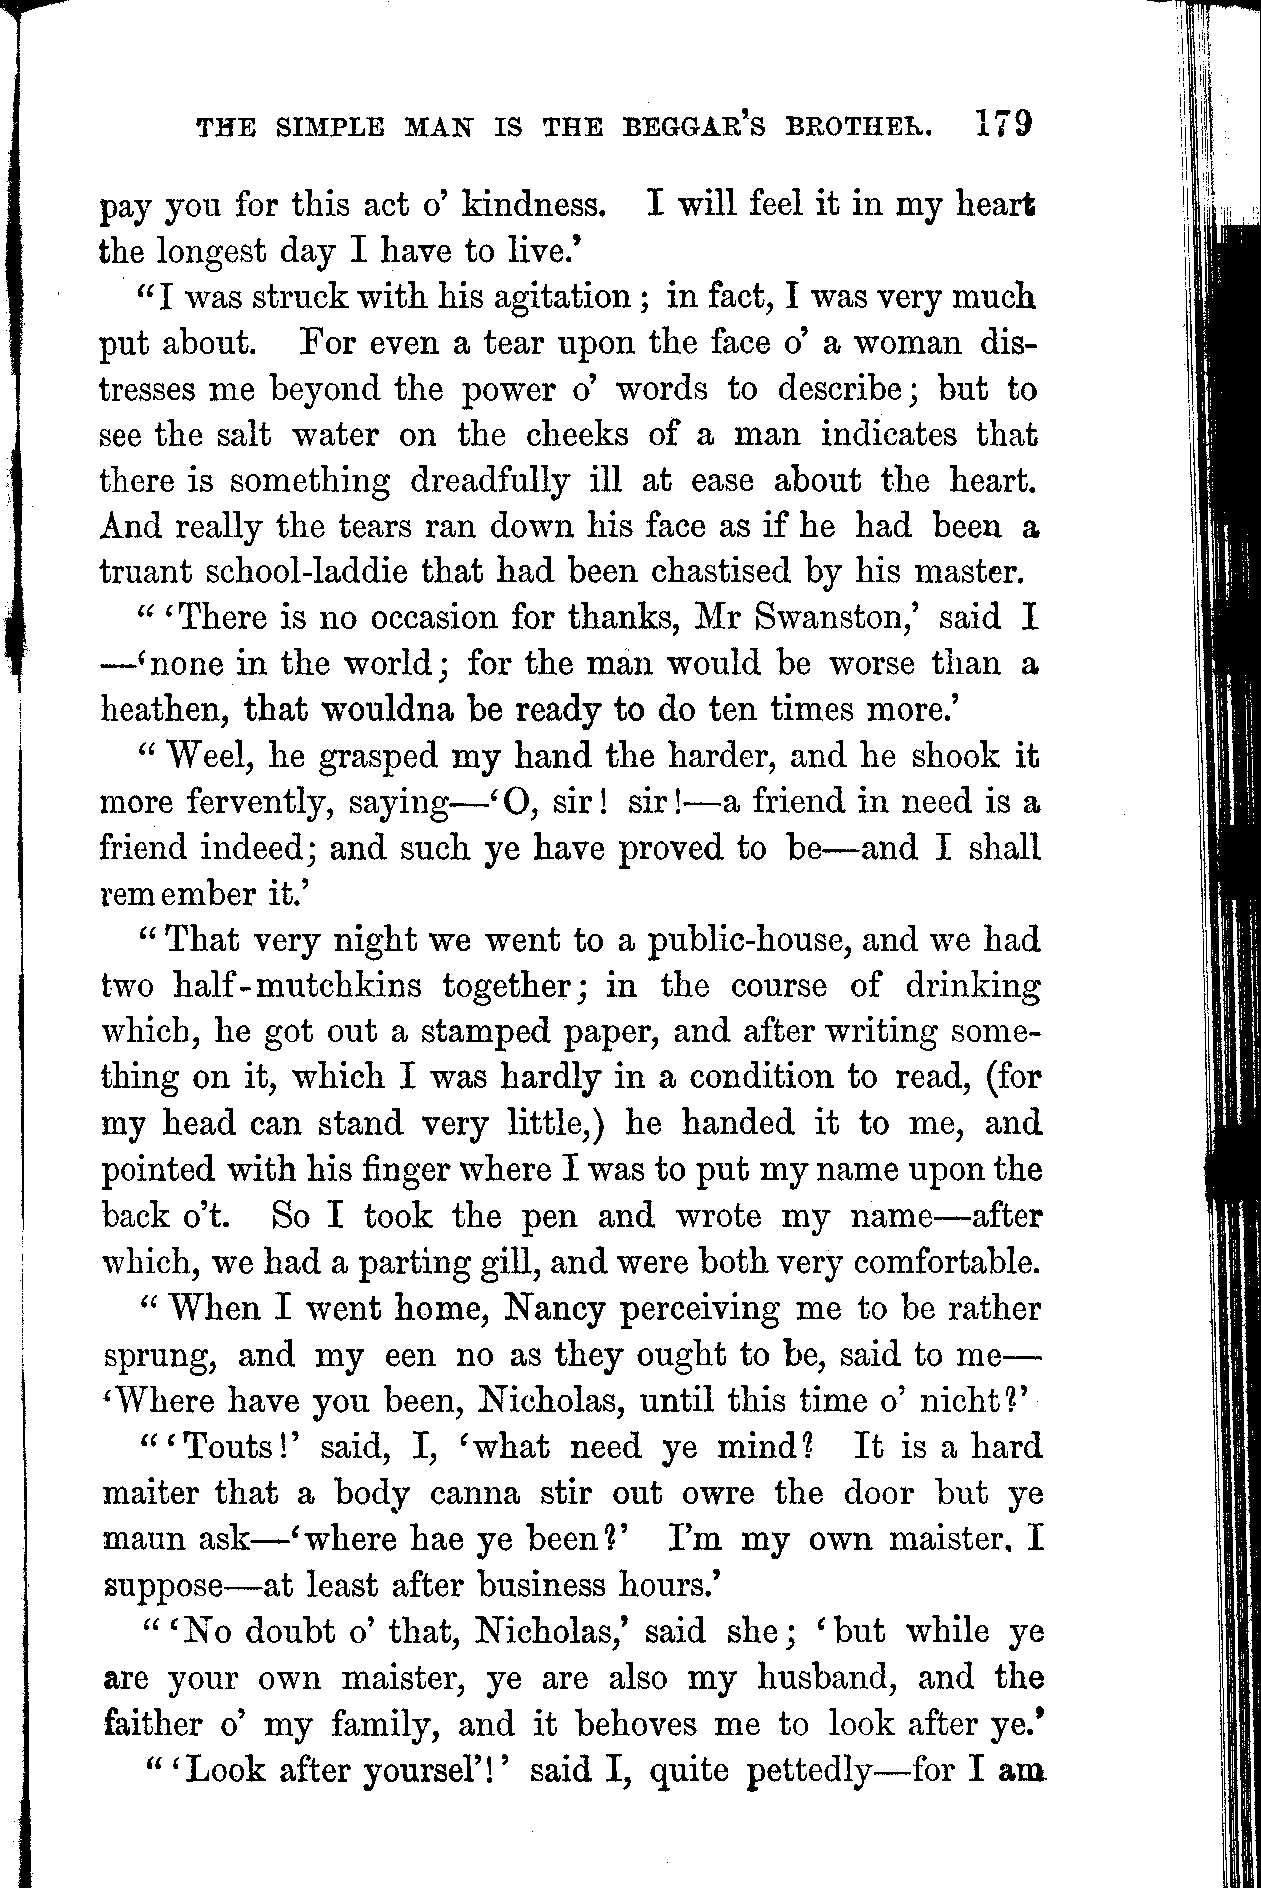 THE SIMPLE MAN IS THE BEGGAR'S BROTHER. 179
pay you for this act o' kindness. I will feel it in my heart
the longest day I have to live.'
"I was struck with his agitation; in fact, I was very much
put about. For even a tear upon the face o' a woman dis-
tresses me beyond the power o' words to describe; but to
see the salt water on the cheeks of a man indicates that
there is something dreadfully ill at ease about the heart.
And really the tears ran down his face as if he had been a
truant school-laddie that had been chastised by his master.
"'There is no occasion for thanks, Mr Swanston,' said I
—'none in the world; for the man would be worse than a
heathen, that wouldna be ready to do ten times more.'
"Weel, he grasped my hand the harder, and he shook it
more fervently, saying—'O, sir! sir!—a friend in need is a
friend indeed; and such ye have proved to be—and I shall
remember it.'
"That very night we went to a public-house, and we had
two half-mutchkins together; in the course of drinking
which, he got out a stamped paper, and after writing some-
thing on it, which I was hardly in a condition to read, (for
my head can stand very little,) he handed it to me, and
pointed with his finger where I was to put my name upon the
back o't. So I took the pen and wrote my name—after
which, we had a parting gill, and were both very comfortable.
"When I went home, Nancy perceiving me to be rather
sprung, and my een no as they ought to be, said to me—
'Where have you been, Nicholas, until this time o' nicht?'
"'Touts!' said, I, 'what need ye mind? It is a hard
maiter that a body canna stir out owre the door but ye
maun ask—'where hae ye been?' I'm my own maister, I
suppose—at least after business hours.'
"'No doubt o' that, Nicholas,' said she; 'but while ye
are your own maister, ye are also my husband, and the
faither o' my family, and it behoves me to look after ye.'
"'Look after yoursel'!' said I, quite pettedly—for I am